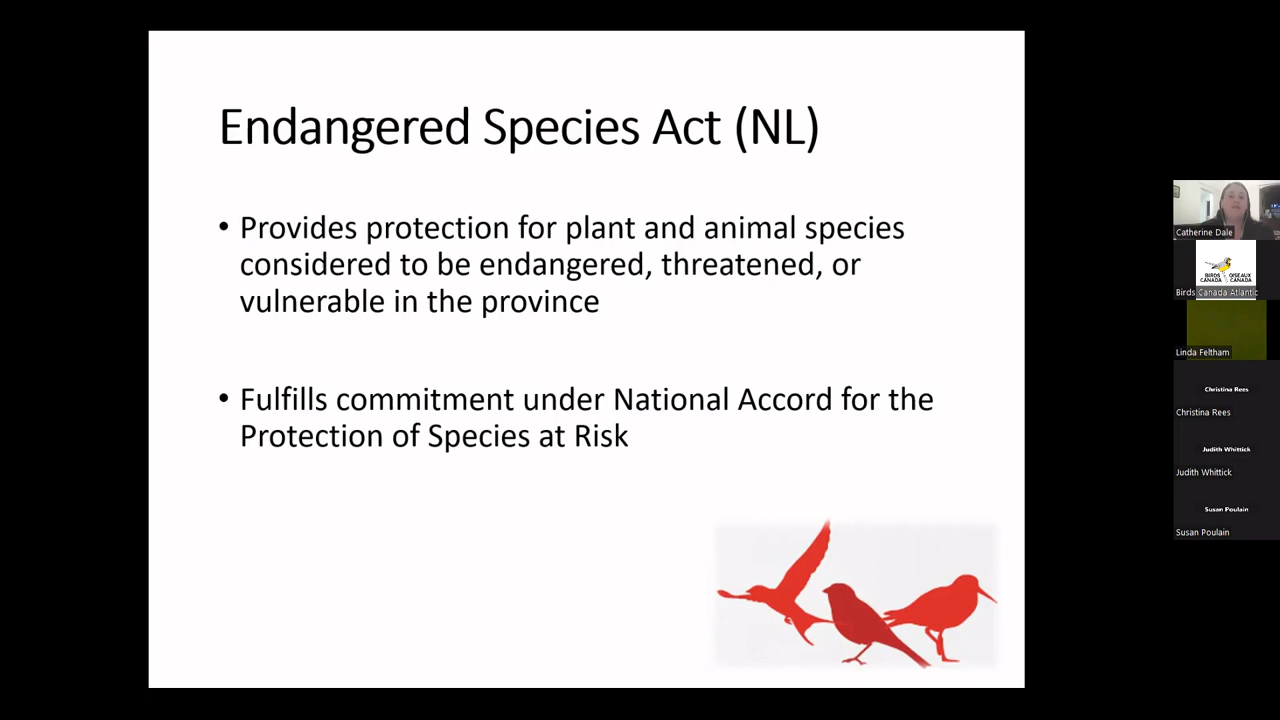 Endangered Species Act (NL)
• Provides protection for plant and animal species
considered to be endangered, threatened, or
vulnerable in the province
• Fulfills commitment under National Accord for the
Protection of Species at Risk
Catherine Dale
BIRDS OISEAUX
CANADA CANADA
Birds Canada Atlantic
Linda Feltham
Christina Rees
Christina Rees
Judith Whittick
Judith Whittick
Susan Poulain
Susan Poulain